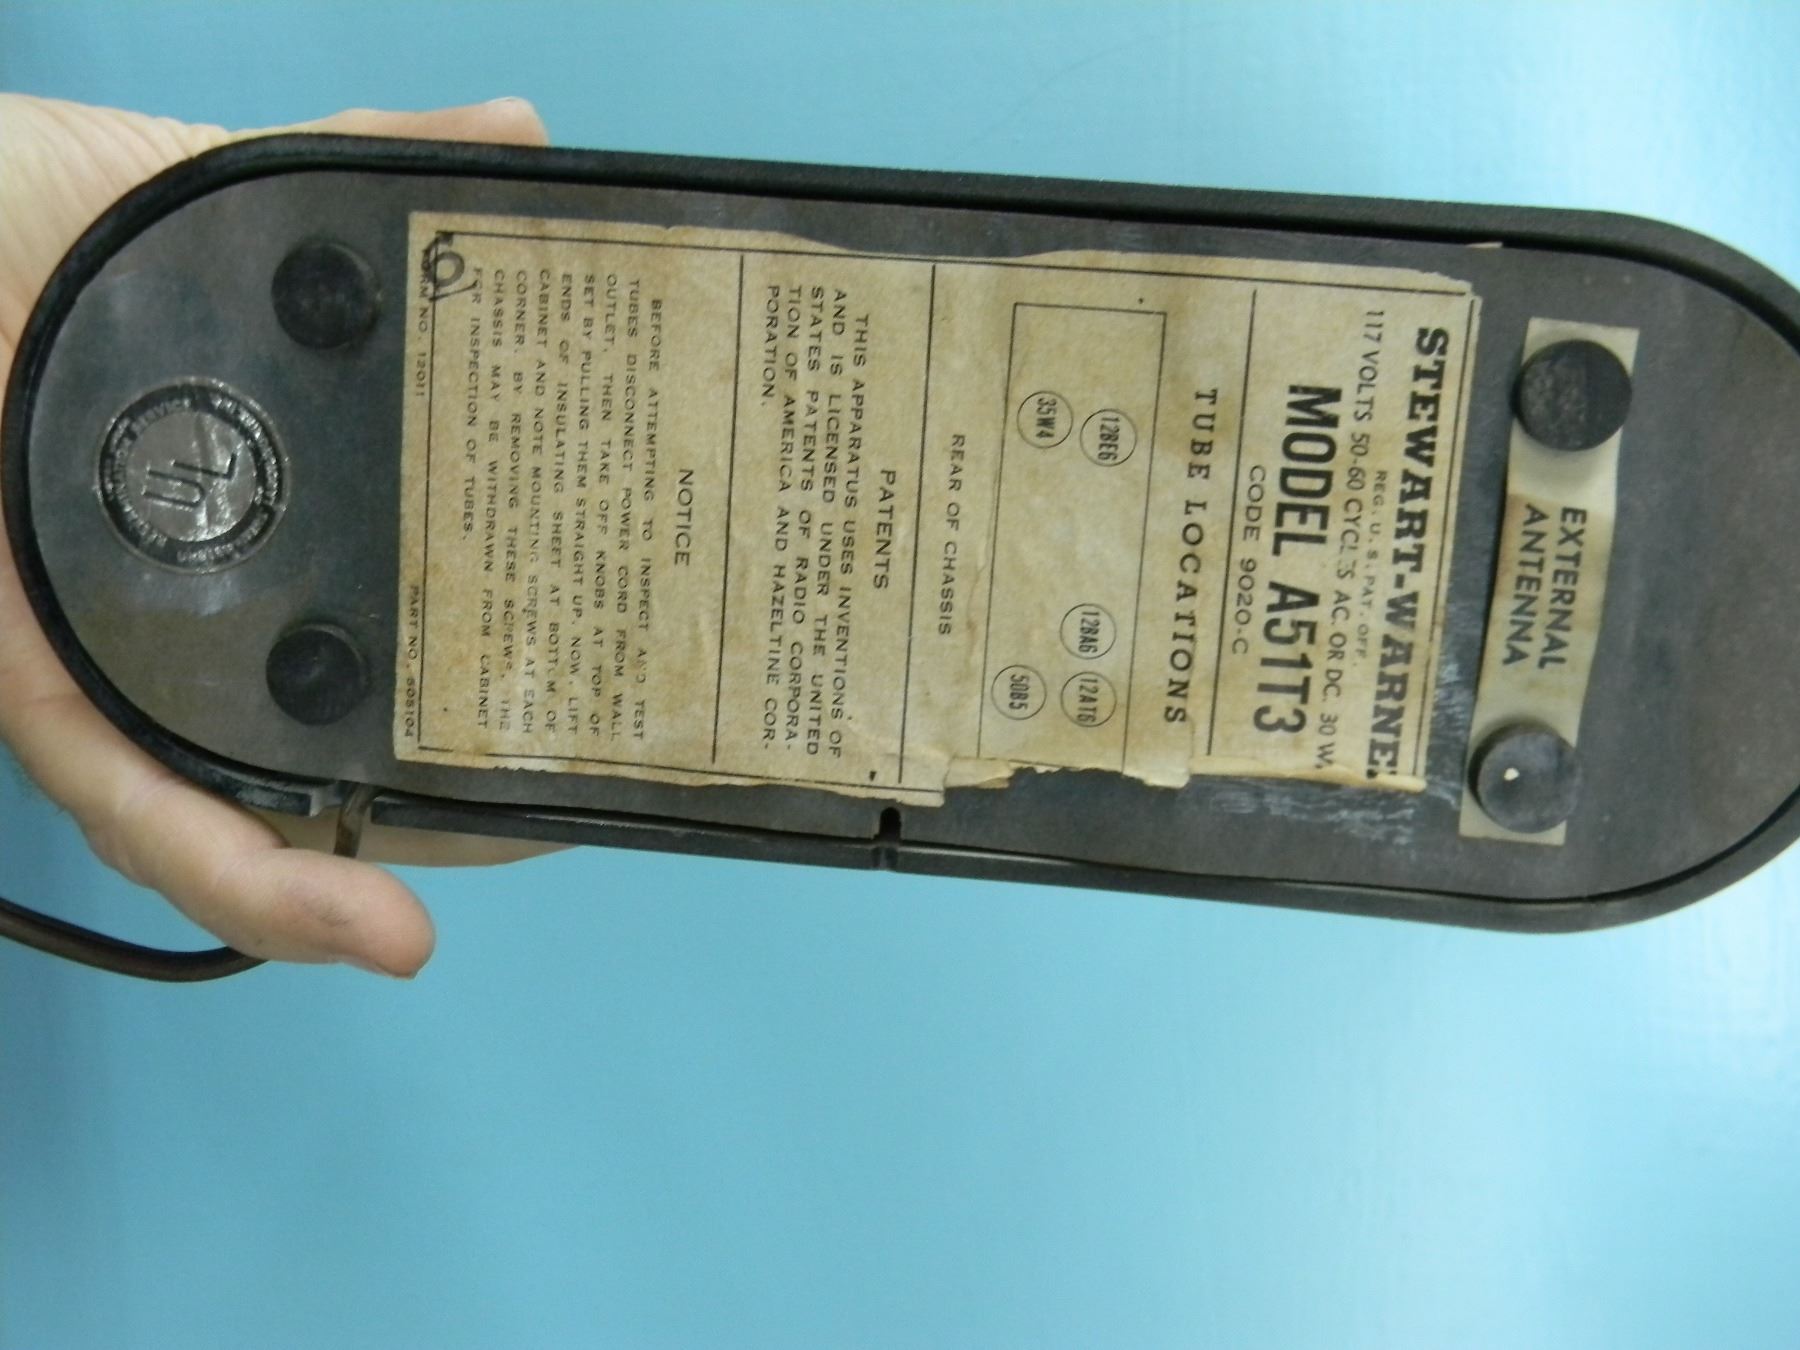 EXTERNAL
ANTENNA
STEWART-WARNE
REG. U. S. PAT. OFF.
117 VOLTS 50-60 CYCLES AC. OR DC. 30 W.
MODEL A51T3
CODE 9020-C
TUBE LOCATIONS
12BE6
12BA6
12AT6
35W4
50B5
REAR OF CHASSIS
PATENTS
THIS APPARATUS USES INVENTIONS OF
AND IS LICENSED UNDER THE UNITED
STATES PATENTS OF RADIO CORPORA-
TION OF AMERICA AND HAZELTINE COR-
PORATION.
NOTICE
BEFORE ATTEMPTING TO INSPECT AND TEST
TUBES DISCONNECT POWER CORD FROM WALL
OUTLET, THEN TAKE OFF KNOBS AT TOP OF
SET BY PULLING THEM STRAIGHT UP. NOW, LIFT
ENDS OF INSULATING SHEET AT BOTTOM OF
CABINET AND NOTE MOUNTING SCREWS AT EACH
CORNER. BY REMOVING THESE SCREWS, THE
CHASSIS MAY BE WITHDRAWN FROM CABINET
FOR INSPECTION OF TUBES.
FORM NO. 12011
PART NO. 505104
UL